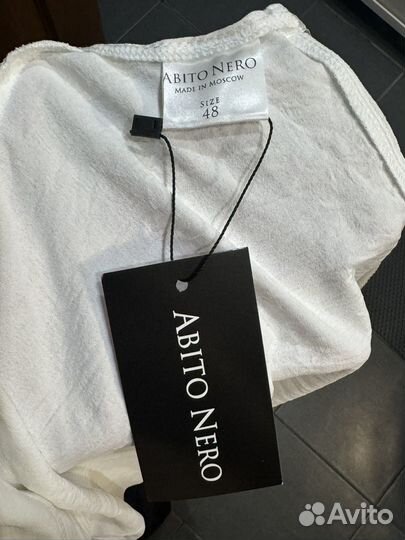 ABITO NERO
MADE IN MOSCOW
SIZE
48
ABITO NERO
Avito